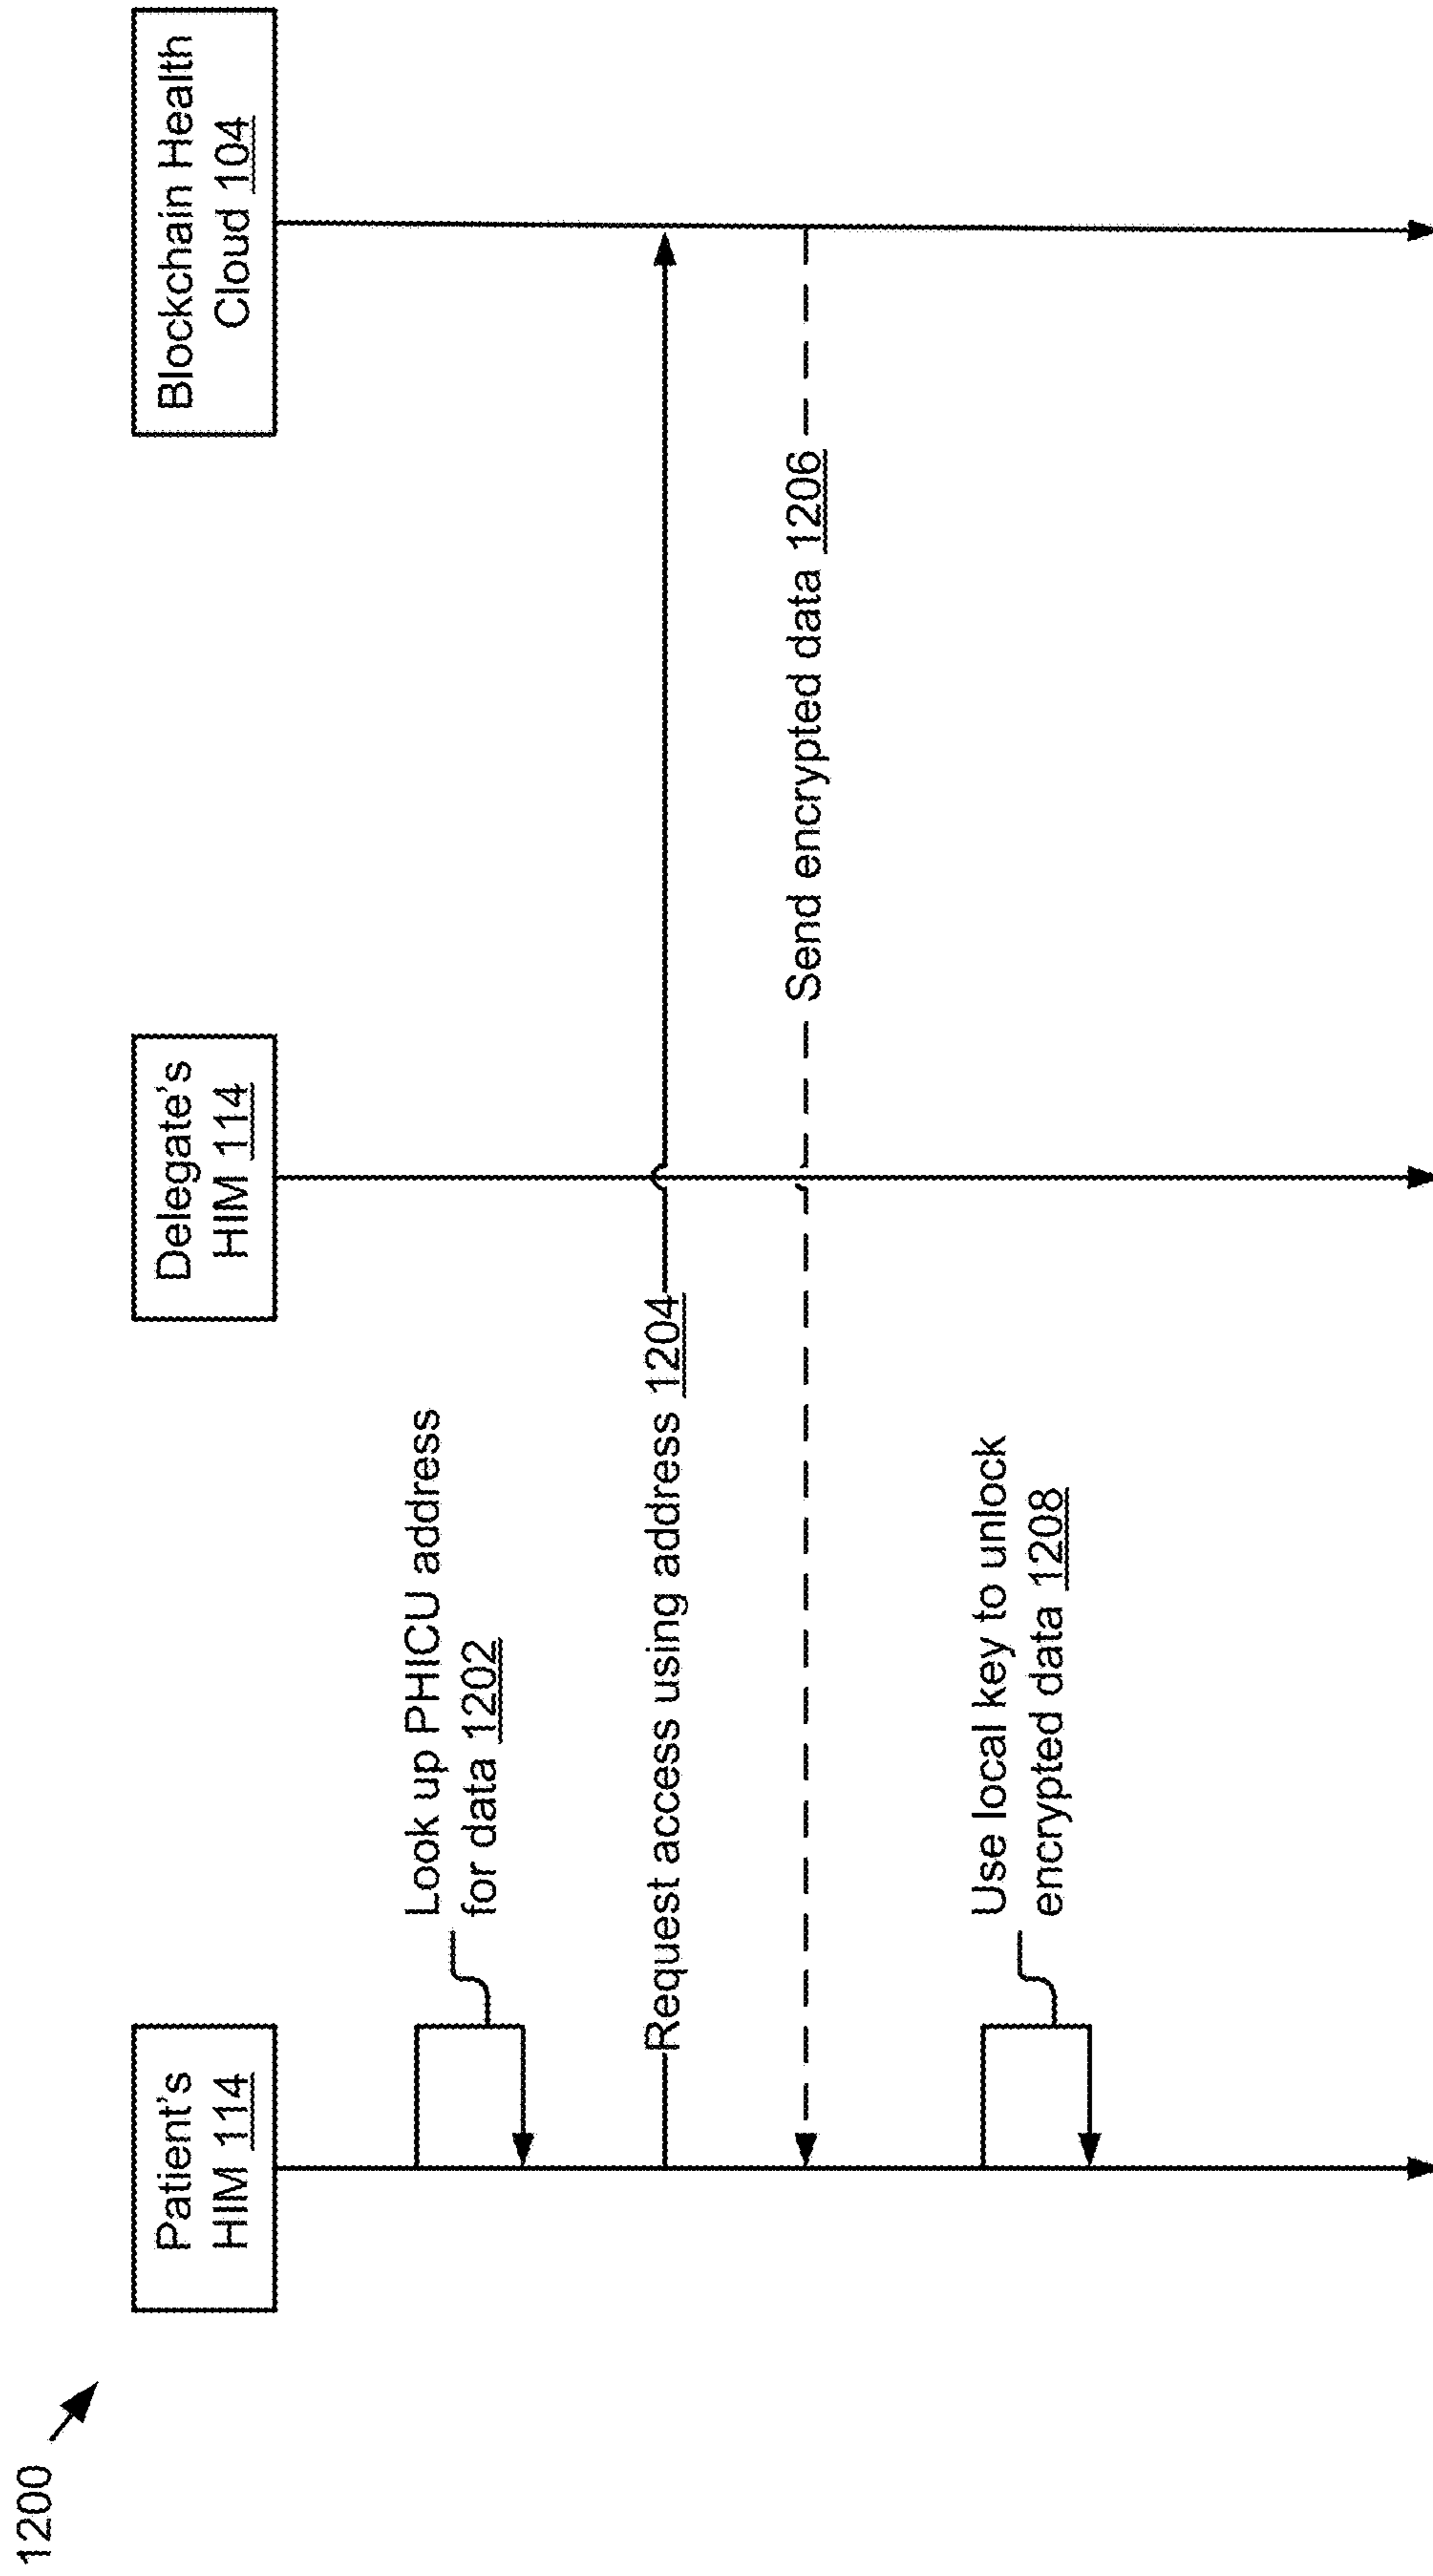 1200
Patient's
HIM 114
Delegate's
HIM 114
Blockchain Health
Cloud 104
Look up PHICU address
for data 1202
Request access using address 1204
Send encrypted data 1206
Use local key to unlock
encrypted data 1208